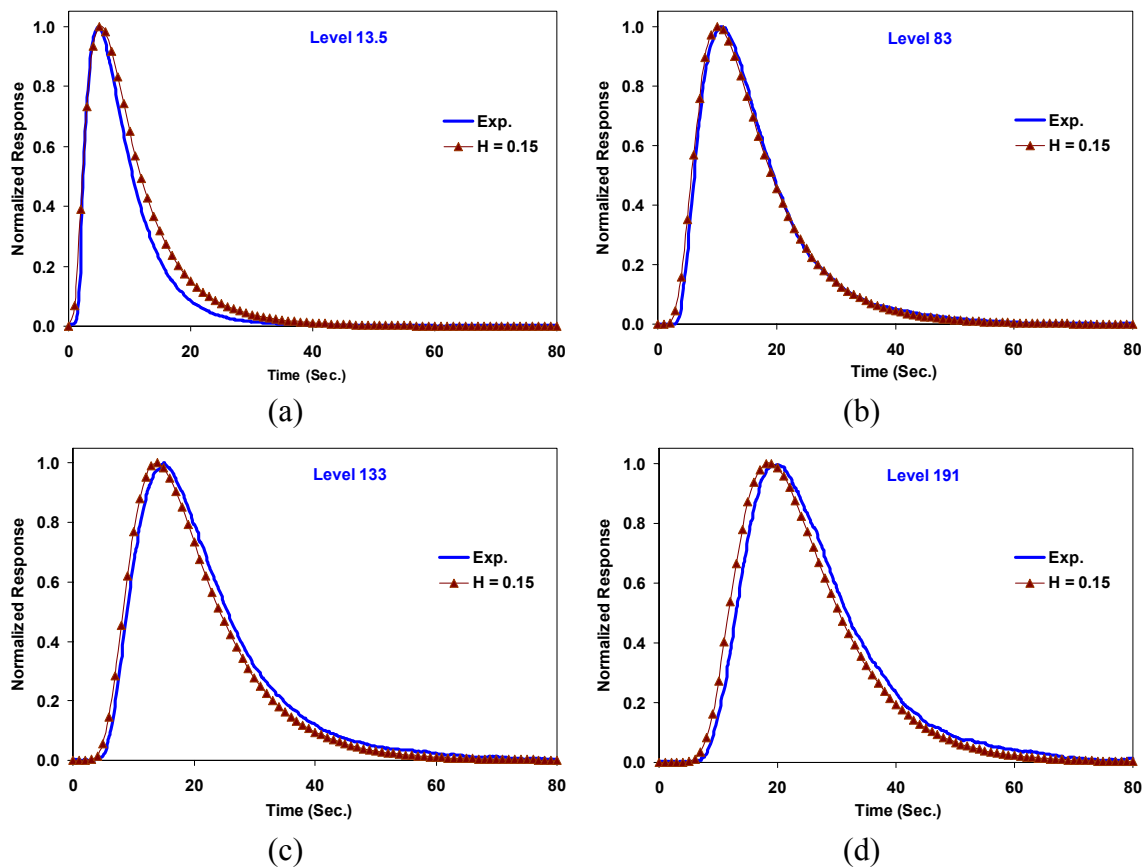 Level 13.5
Normalized Response
1.0
0.8
0.6
0.4
0.2
0.0
Exp.
H = 0.15
0 20 40 60 80
Time (Sec.)
(a)
Level 83
Normalized Response
1.0
0.8
0.6
0.4
0.2
0.0
Exp.
H = 0.15
0 20 40 60 80
Time (Sec.)
(b)
Level 133
Normalized Response
1.0
0.8
0.6
0.4
0.2
0.0
Exp.
H = 0.15
0 20 40 60 80
Time (Sec.)
(c)
Level 191
Normalized Response
1.0
0.8
0.6
0.4
0.2
0.0
Exp.
H = 0.15
0 20 40 60 80
Time (Sec.)
(d)